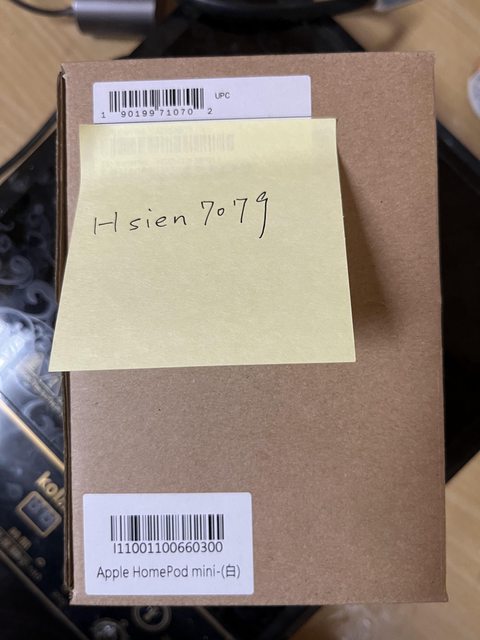 UPC
1 90199 71070 2
Hsien7079
I11001100660300
Apple HomePod mini-(白)